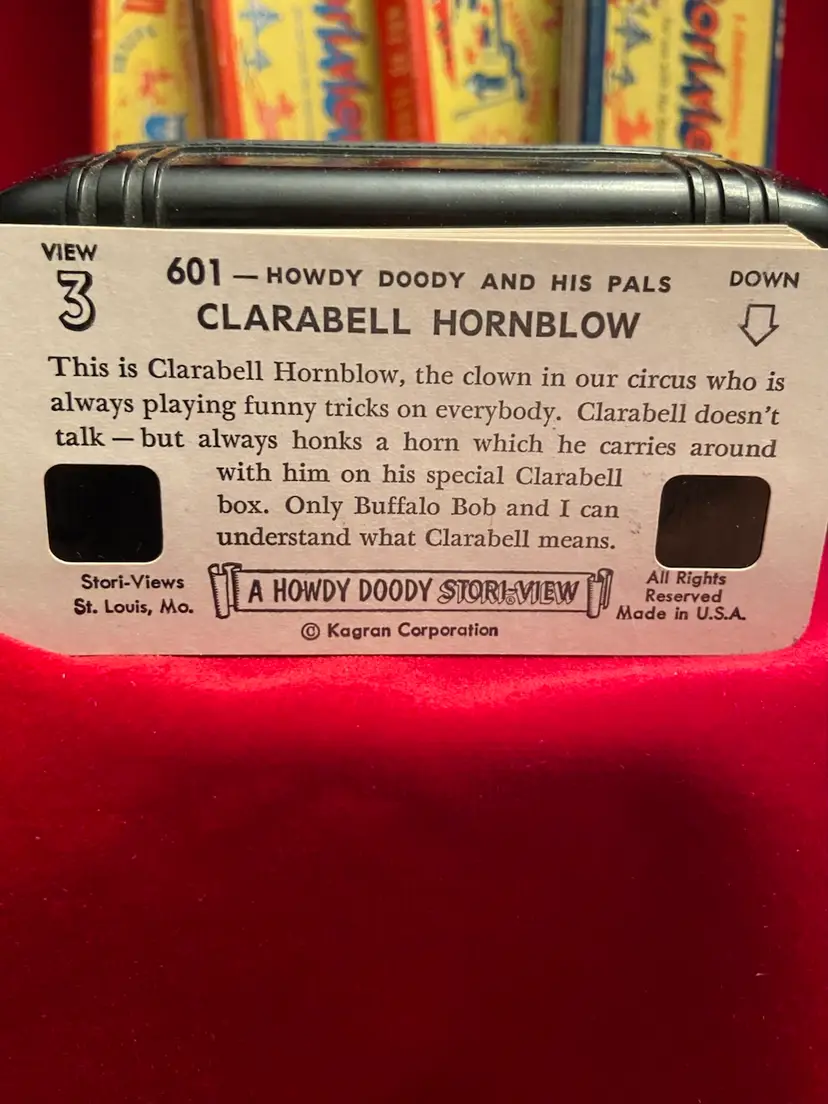 VIEW
3
601 — HOWDY DOODY AND HIS PALS
DOWN
CLARABELL HORNBLOW
This is Clarabell Hornblow, the clown in our circus who is
always playing funny tricks on everybody. Clarabell doesn't
talk — but always honks a horn which he carries around
with him on his special Clarabell
box. Only Buffalo Bob and I can
understand what Clarabell means.
Stori-Views
St. Louis, Mo.
A HOWDY DOODY STORI-VIEW
All Rights
Reserved
Made in U.S.A.
© Kagran Corporation